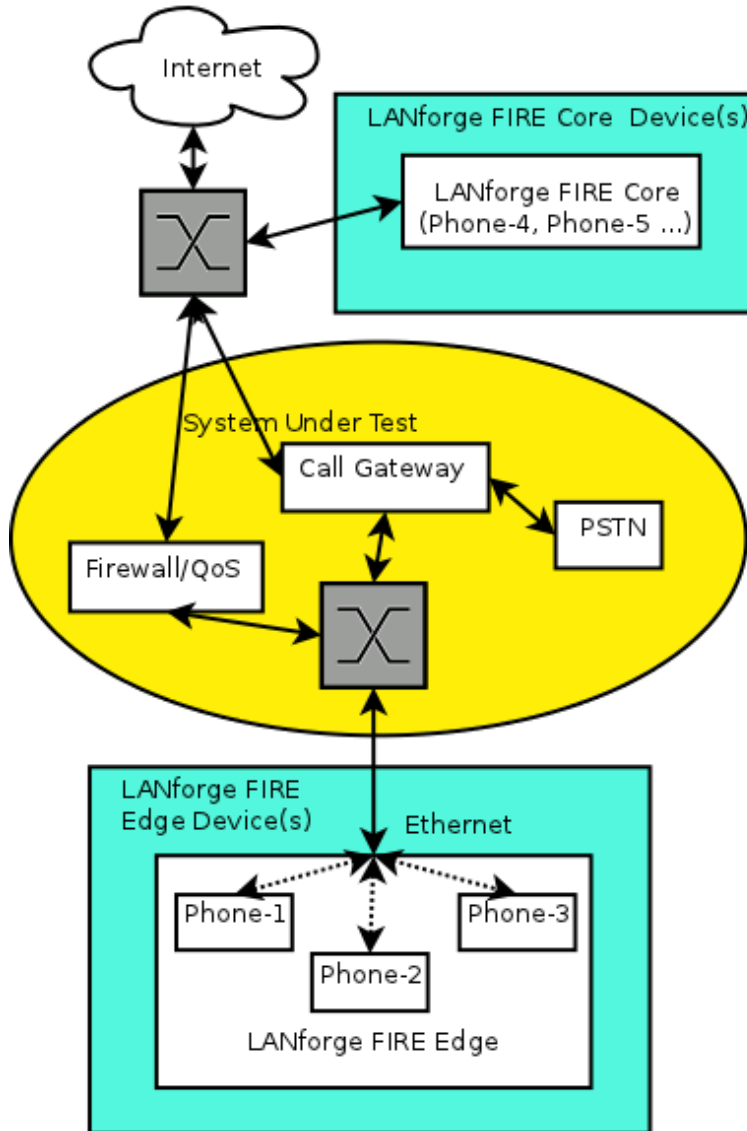 Internet
LANforge FIRE Core Device(s)
LANforge FIRE Core
(Phone-4, Phone-5 ...)
System Under Test
Call Gateway
PSTN
Firewall/QoS
LANforge FIRE
Edge Device(s)
Ethernet
Phone-1
Phone-3
Phone-2
LANforge FIRE Edge